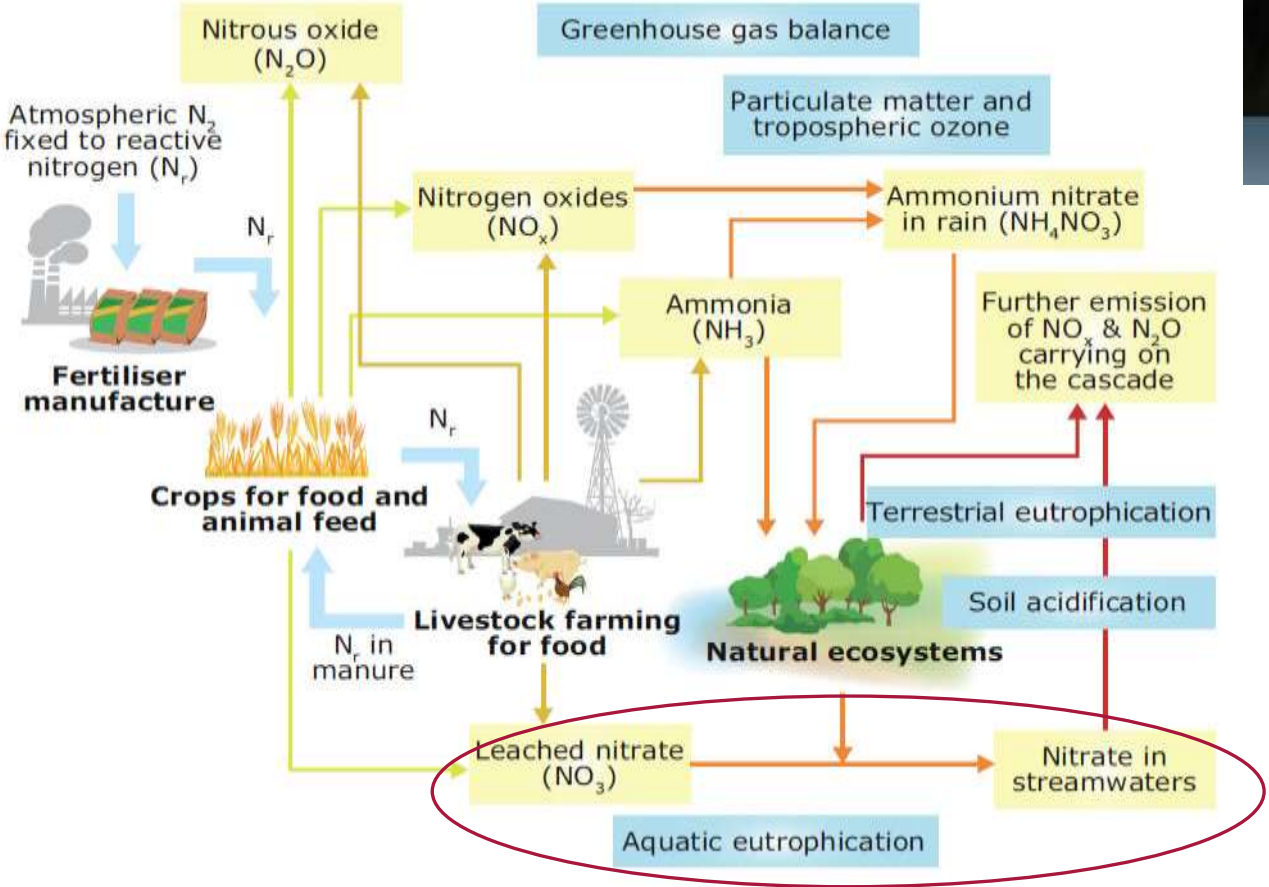 Nitrous oxide
(N₂O)
Greenhouse gas balance
Particulate matter and
tropospheric ozone
Atmospheric N₂
fixed to reactive
nitrogen (Nᵣ)
Nᵣ
Nitrogen oxides
(NOₓ)
Ammonium nitrate
in rain (NH₄NO₃)
Ammonia
(NH₃)
Further emission
of NOₓ & N₂O
carrying on
the cascade
Fertiliser
manufacture
Nᵣ
Crops for food and
animal feed
Terrestrial eutrophication
Soil acidification
Livestock farming
for food
Nᵣ in
manure
Natural ecosystems
Leached nitrate
(NO₃)
Nitrate in
streamwaters
Aquatic eutrophication